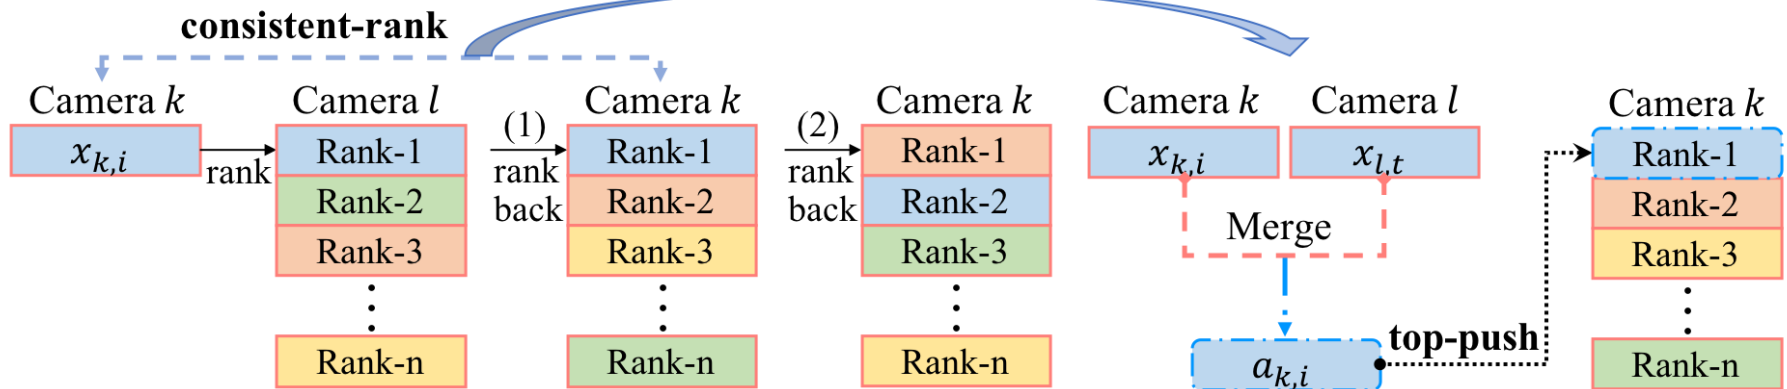 consistent-rank
Camera k
x_{k,i}
rank
Camera l
Rank-1
Rank-2
Rank-3
Rank-n
(1)
rank
back
Camera k
Rank-1
Rank-2
Rank-3
Rank-n
(2)
rank
back
Camera k
Rank-1
Rank-2
Rank-3
Rank-n
Camera k
x_{k,i}
Camera l
x_{l,t}
Merge
a_{k,i}
top-push
Camera k
Rank-1
Rank-2
Rank-3
Rank-n